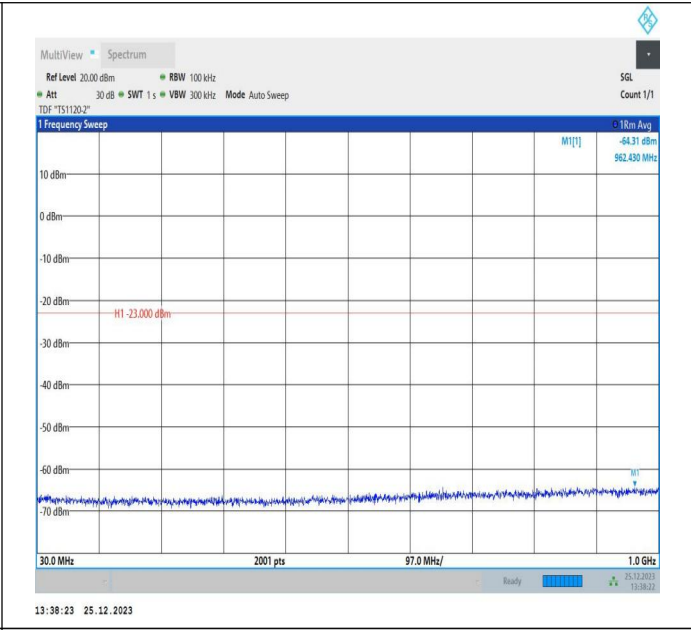 R S
MultiView Spectrum
Ref Level 20.00 dBm RBW 100 kHz SGL
Att 30 dB SWT 1 s VBW 300 kHz Mode Auto Sweep Count 1/1
TDF "TS1120-2"
1 Frequency Sweep 1Rm Avg
M1[1] -64.31 dBm
962.430 MHz
10 dBm
0 dBm
-10 dBm
-20 dBm
H1 -23.000 dBm
-30 dBm
-40 dBm
-50 dBm
-60 dBm
M1
-70 dBm
30.0 MHz 2001 pts 97.0 MHz/ 1.0 GHz
Ready 25.12.2023
13:38:22
13:38:23 25.12.2023